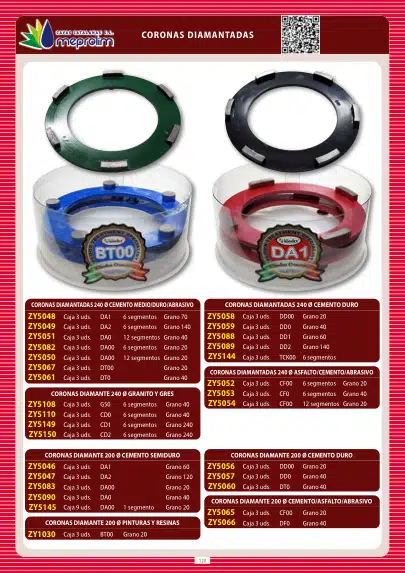 CAYAS CATALANAS S.L.
meprolim
CORONAS DIAMANTADAS
Klindex
BT00
Klindex
DA1
CORONAS DIAMANTADAS 240 Ø CEMENTO MEDIO/DURO/ABRASIVO
ZY5048 Caja 3 uds. DA1 6 segmentos Grano 70
ZY5049 Caja 3 uds. DA2 6 segmentos Grano 140
ZY5051 Caja 3 uds. DA0 12 segmentos Grano 40
ZY5082 Caja 3 uds. DA00 6 segmentos Grano 20
ZY5050 Caja 3 uds. DA00 12 segmentos Grano 20
ZY5067 Caja 3 uds. DT00 Grano 20
ZY5061 Caja 3 uds. DT0 Grano 40
CORONAS DIAMANTE 240 Ø GRANITO Y GRES
ZY5108 Caja 3 uds. G50 6 segmentos Grano 40
ZY5110 Caja 3 uds. CD0 6 segmentos Grano 40
ZY5149 Caja 3 uds. CD1 6 segmentos Grano 240
ZY5150 Caja 3 uds. CD2 6 segmentos Grano 240
CORONAS DIAMANTE 200 Ø CEMENTO SEMIDURO
ZY5046 Caja 3 uds. DA1 Grano 60
ZY5047 Caja 3 uds. DA2 Grano 120
ZY5083 Caja 3 uds. DA00 Grano 20
ZY5090 Caja 3 uds. DA0 Grano 40
ZY5145 Caja 9 uds. DA00 1 segmento Grano 20
CORONAS DIAMANTE 200 Ø PINTURAS Y RESINAS
ZY1030 Caja 3 uds. BT00 Grano 20
CORONAS DIAMANTADAS 240 Ø CEMENTO DURO
ZY5058 Caja 3 uds. DD00 Grano 20
ZY5059 Caja 3 uds. DD0 Grano 40
ZY5088 Caja 3 uds. DD1 Grano 60
ZY5089 Caja 3 uds. DD2 Grano 140
ZY5144 Caja 3 uds. TCK00 6 segmentos
CORONAS DIAMANTADAS 240 Ø ASFALTO/CEMENTO/ABRASIVO
ZY5052 Caja 3 uds. CF00 6 segmentos Grano 20
ZY5053 Caja 3 uds. CF0 6 segmentos Grano 40
ZY5054 Caja 3 uds. CF00 12 segmentos Grano 20
CORONAS DIAMANTE 200 Ø CEMENTO DURO
ZY5056 Caja 3 uds. DD00 Grano 20
ZY5057 Caja 3 uds. DD0 Grano 40
ZY5060 Caja 3 uds. DT0 Grano 40
CORONAS DIAMANTE 200 Ø CEMENTO/ASFALTO/ABRASIVO
ZY5065 Caja 3 uds. CF00 Grano 20
ZY5066 Caja 3 uds. DF0 Grano 40